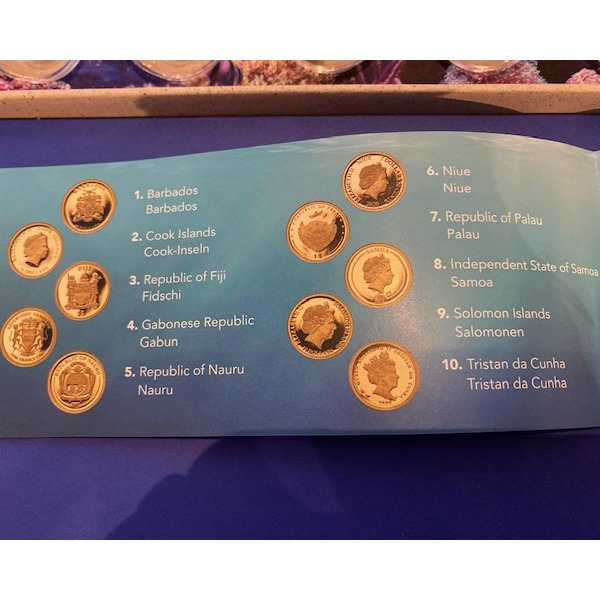 1. Barbados
Barbados
2. Cook Islands
Cook-Inseln
3. Republic of Fiji
Fidschi
4. Gabonese Republic
Gabun
5. Republic of Nauru
Nauru
6. Niue
Niue
7. Republic of Palau
Palau
8. Independent State of Samoa
Samoa
9. Solomon Islands
Salomonen
10. Tristan da Cunha
Tristan da Cunha
FIJI
SAMOA